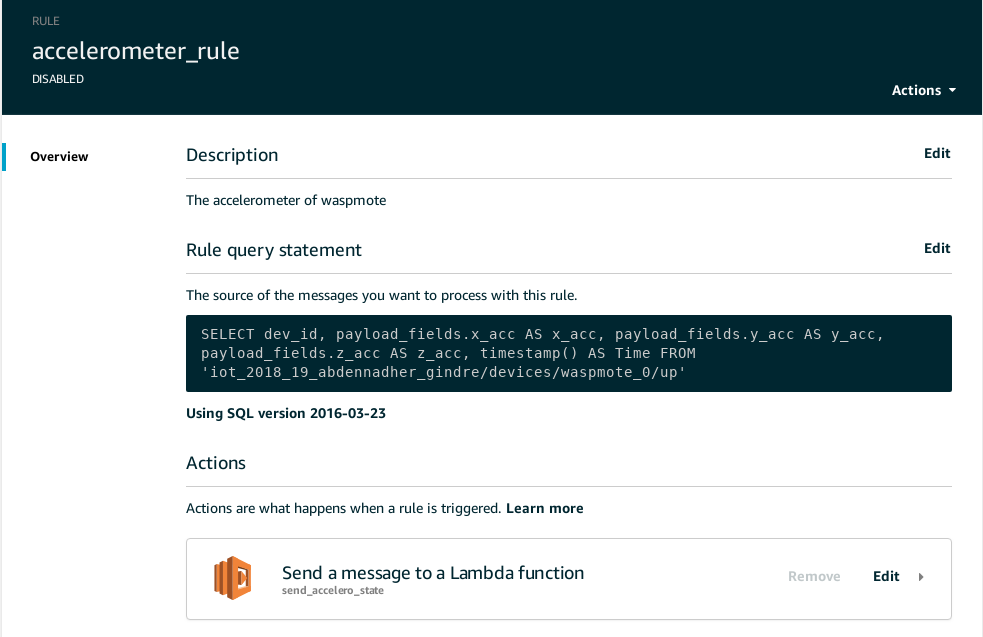 RULE
accelerometer_rule
DISABLED
Actions
Overview
Description
Edit
The accelerometer of waspmote
Rule query statement
Edit
The source of the messages you want to process with this rule.
SELECT dev_id, payload_fields.x_acc AS x_acc, payload_fields.y_acc AS y_acc,
payload_fields.z_acc AS z_acc, timestamp() AS Time FROM
'iot_2018_19_abdennadher_gindre/devices/waspmote_0/up'
Using SQL version 2016-03-23
Actions
Actions are what happens when a rule is triggered. Learn more
Send a message to a Lambda function
send_accelero_state
Remove
Edit